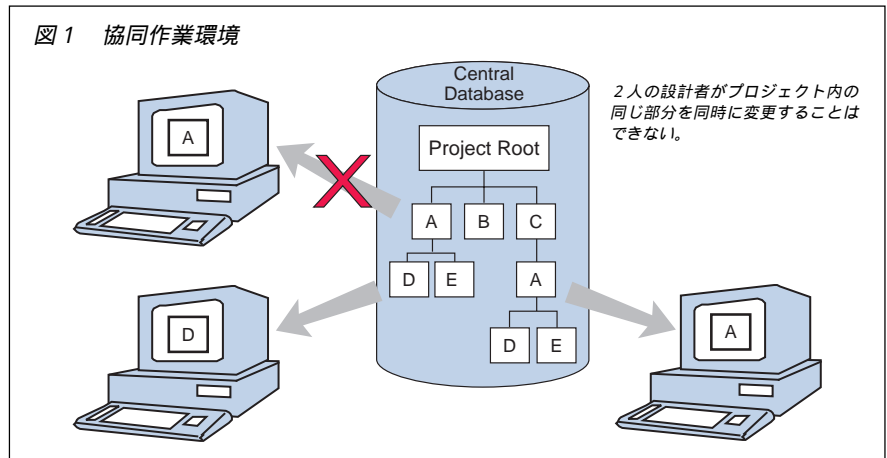 図 1 協同作業環境
Central
Database
2 人の設計者がプロジェクト内の
同じ部分を同時に変更することは
できない。
A
Project Root
A B C
D E A
D
D E
A